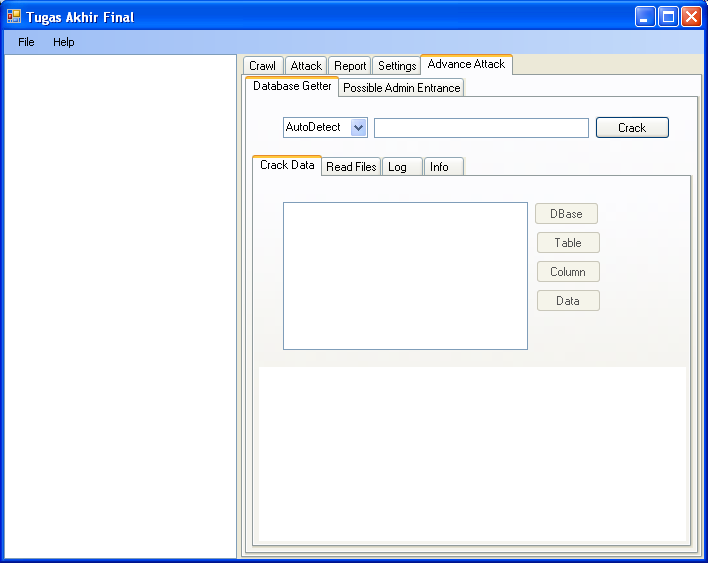 Tugas Akhir Final
File Help
Crawl Attack Report Settings Advance Attack
Database Getter Possible Admin Entrance
AutoDetect Crack
Crack Data Read Files Log Info
DBase
Table
Column
Data